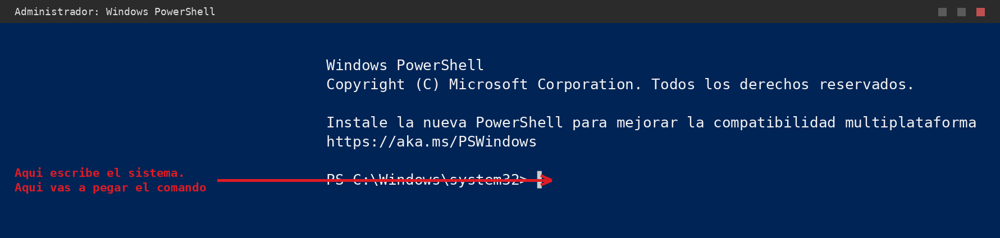 Administrador: Windows PowerShell
Windows PowerShell
Copyright (C) Microsoft Corporation. Todos los derechos reservados.
Instale la nueva PowerShell para mejorar la compatibilidad multiplataforma
https://aka.ms/PSWindows
Aqui escribe el sistema.
Aqui vas a pegar el comando
PS C:\Windows\system32>